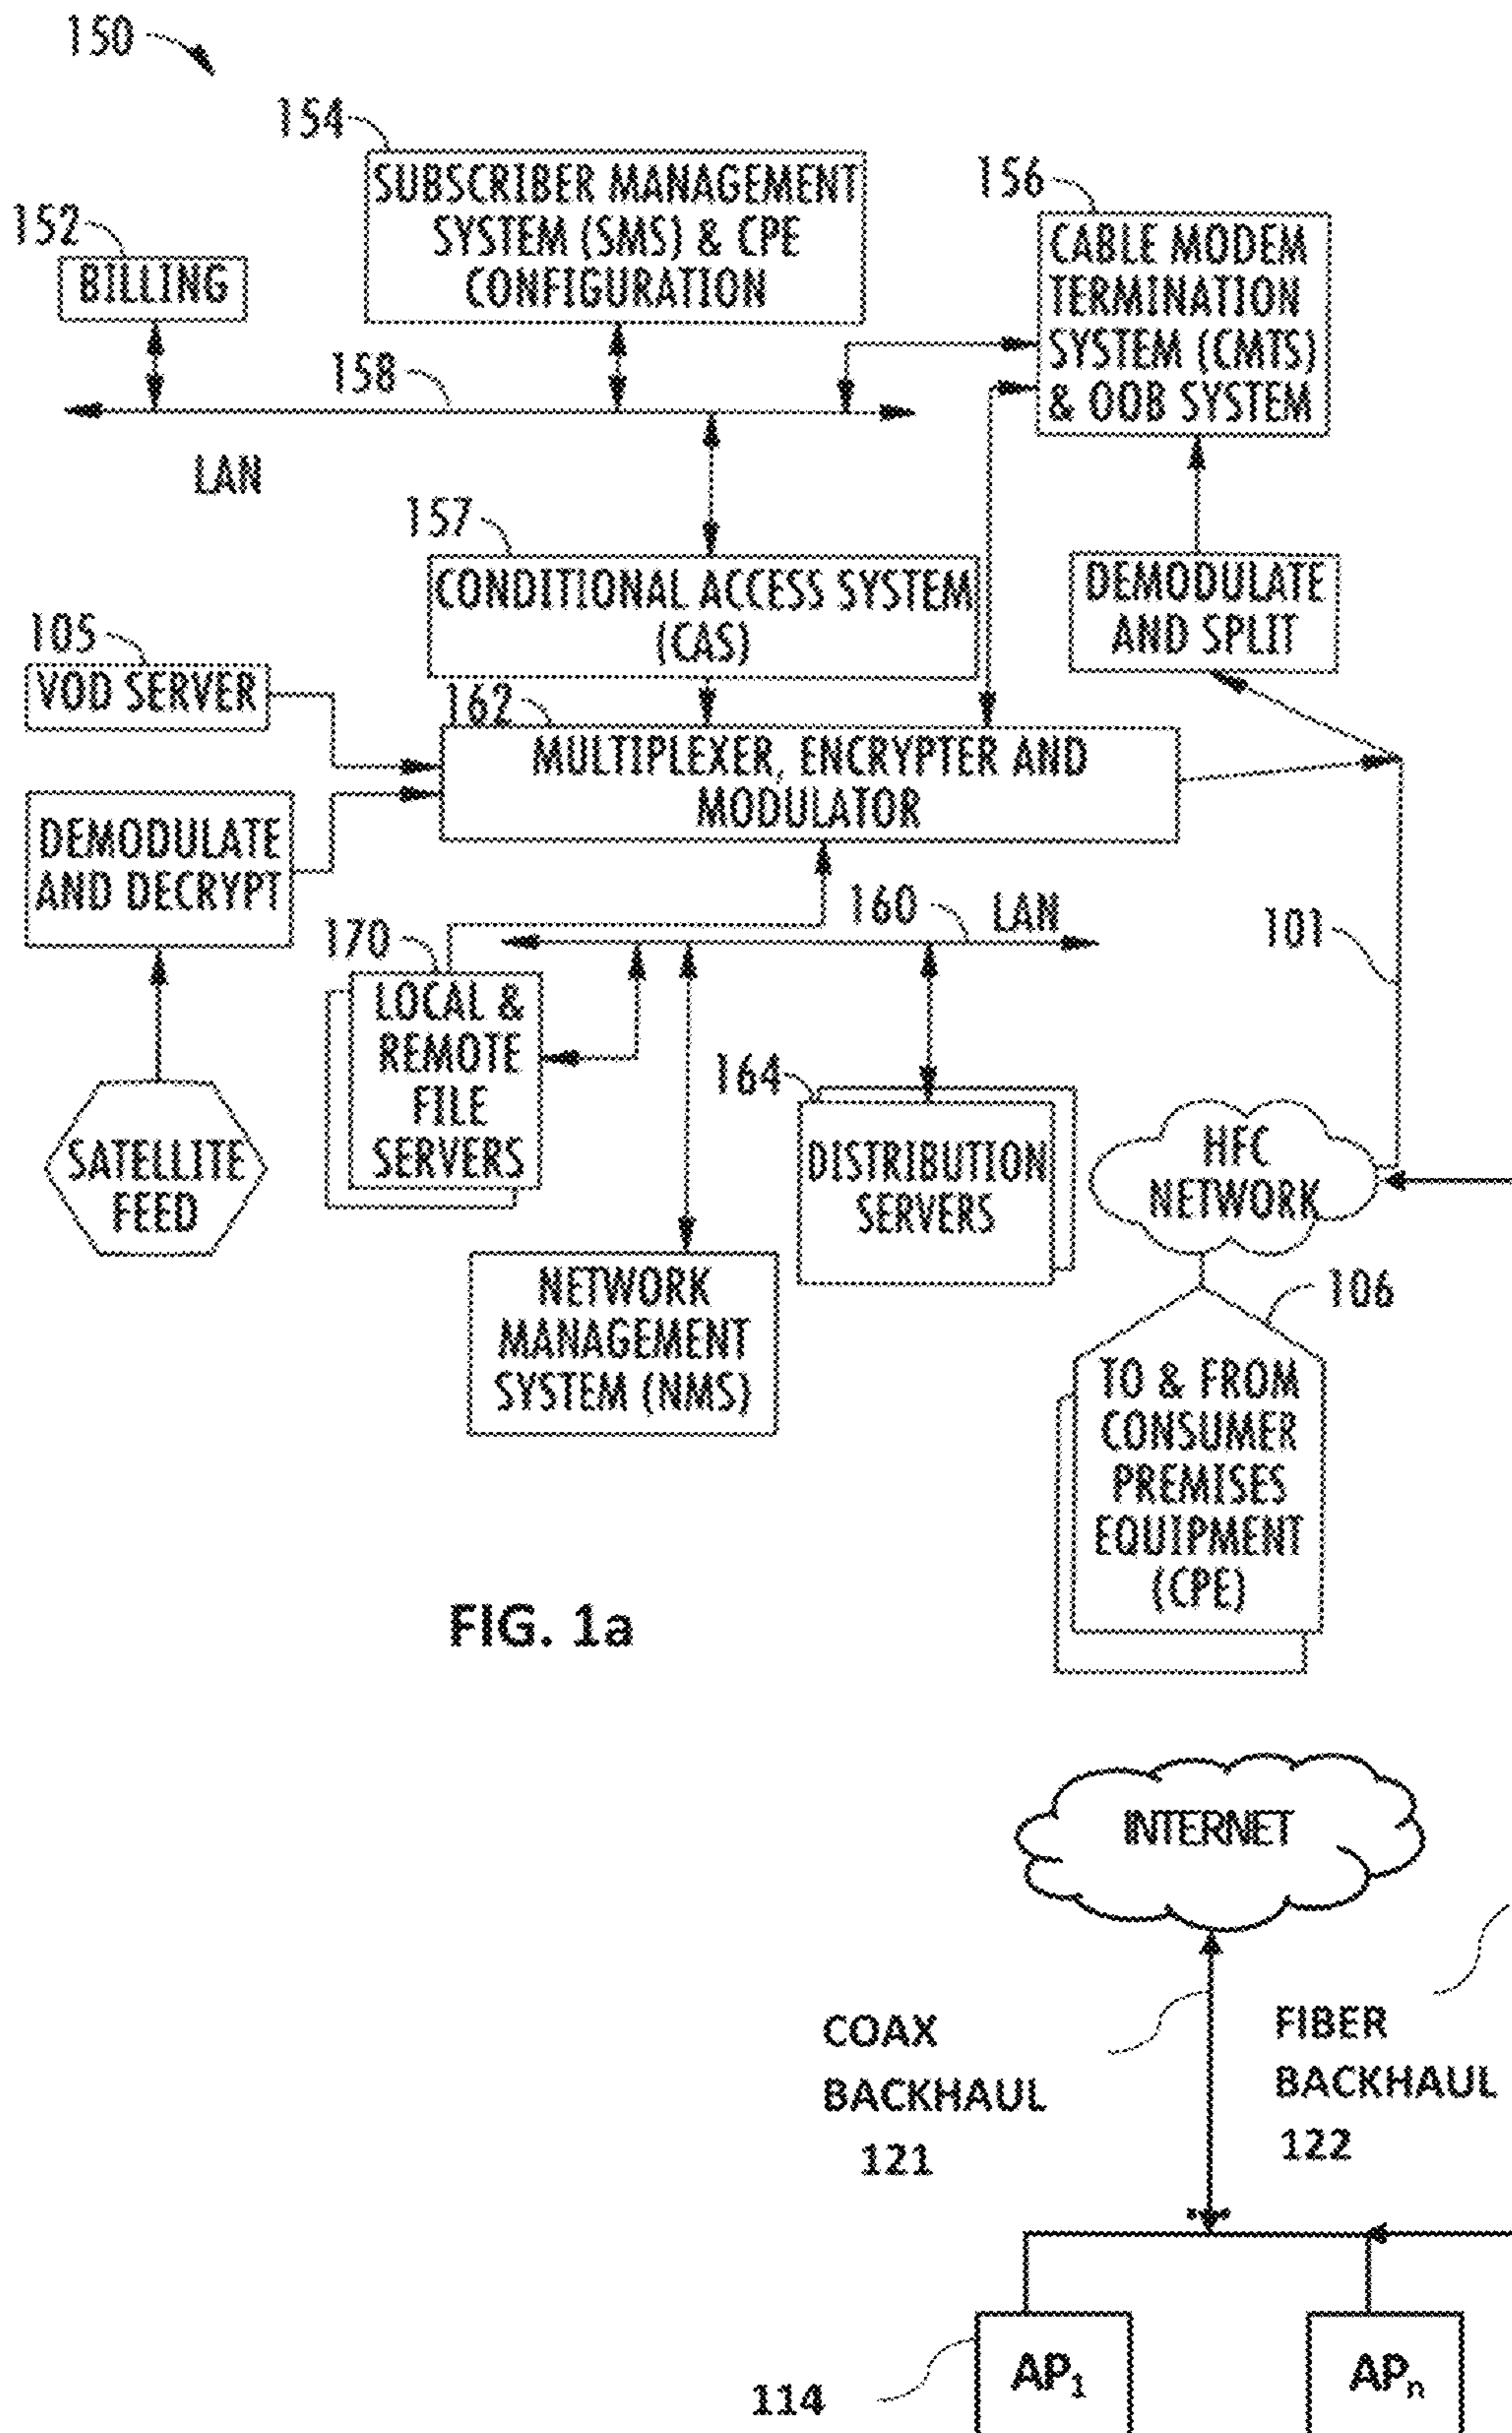 150
154
SUBSCRIBER MANAGEMENT
SYSTEM (SMS) & CPE
CONFIGURATION
156
CABLE MODEM
TERMINATION
SYSTEM (CMTS)
& OOB SYSTEM
152
BILLING
158
LAN
157
CONDITIONAL ACCESS SYSTEM
(CAS)
DEMODULATE
AND SPLIT
105
VOD SERVER
162
MULTIPLEXER, ENCRYPTER AND
MODULATOR
DEMODULATE
AND DECRYPT
170
LOCAL &
REMOTE
FILE
SERVERS
160
LAN
101
164
DISTRIBUTION
SERVERS
HFC
NETWORK
SATELLITE
FEED
NETWORK
MANAGEMENT
SYSTEM (NMS)
106
TO & FROM
CONSUMER
PREMISES
EQUIPMENT
(CPE)
FIG. 1a
INTERNET
COAX
BACKHAUL
121
FIBER
BACKHAUL
122
114
AP1
APn